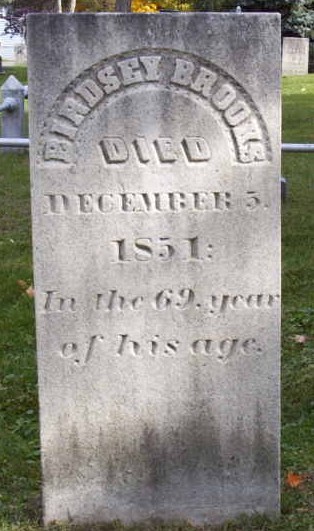 BIRDSEY BROOKS
DIED
DECEMBER 5.
1851:
In the 69. year
of his age.